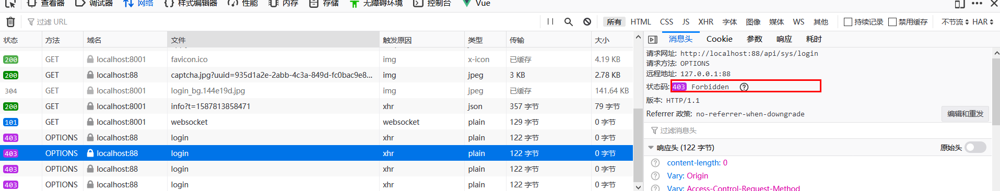 查看器 调试器 网络 样式编辑器 性能 内存 存储 无障碍环境 控制台 Vue
过滤 URL 所有 HTML CSS JS XHR 字体 图像 媒体 WS 其他 持续记录 禁用缓存 不节流 HAR
状态 方法 域名 文件 触发原因 类型 传输 大小
200 GET localhost:8001 favicon.ico img x-icon 已缓存 4.19 KB
200 GET localhost:88 captcha.jpg?uuid=935d1a2e-2abb-4c3a-849d-fc0bac9e8... img jpeg 3 KB 2.78 KB
304 GET localhost:8001 login_bg.144e19d.jpg img jpeg 已缓存 141.64 KB
200 GET localhost:8001 info?t=1587813858471 xhr json 357 字节 79 字节
101 GET localhost:8001 websocket websocket plain 129 字节 0 字节
403 OPTIONS localhost:88 login xhr plain 122 字节 0 字节
403 OPTIONS localhost:88 login xhr plain 122 字节 0 字节
403 OPTIONS localhost:88 login xhr plain 122 字节 0 字节
403 OPTIONS localhost:88 login xhr plain 122 字节 0 字节
消息头 Cookie 参数 响应 耗时
请求网址: http://localhost:88/api/sys/login
请求方法: OPTIONS
远程地址: 127.0.0.1:88
状态码: 403 Forbidden
版本: HTTP/1.1
Referrer 政策: no-referrer-when-downgrade 编辑和重发
过滤消息头
响应头 (122 字节) 原始头
content-length: 0
Vary: Origin
Vary: Access-Control-Request-Method